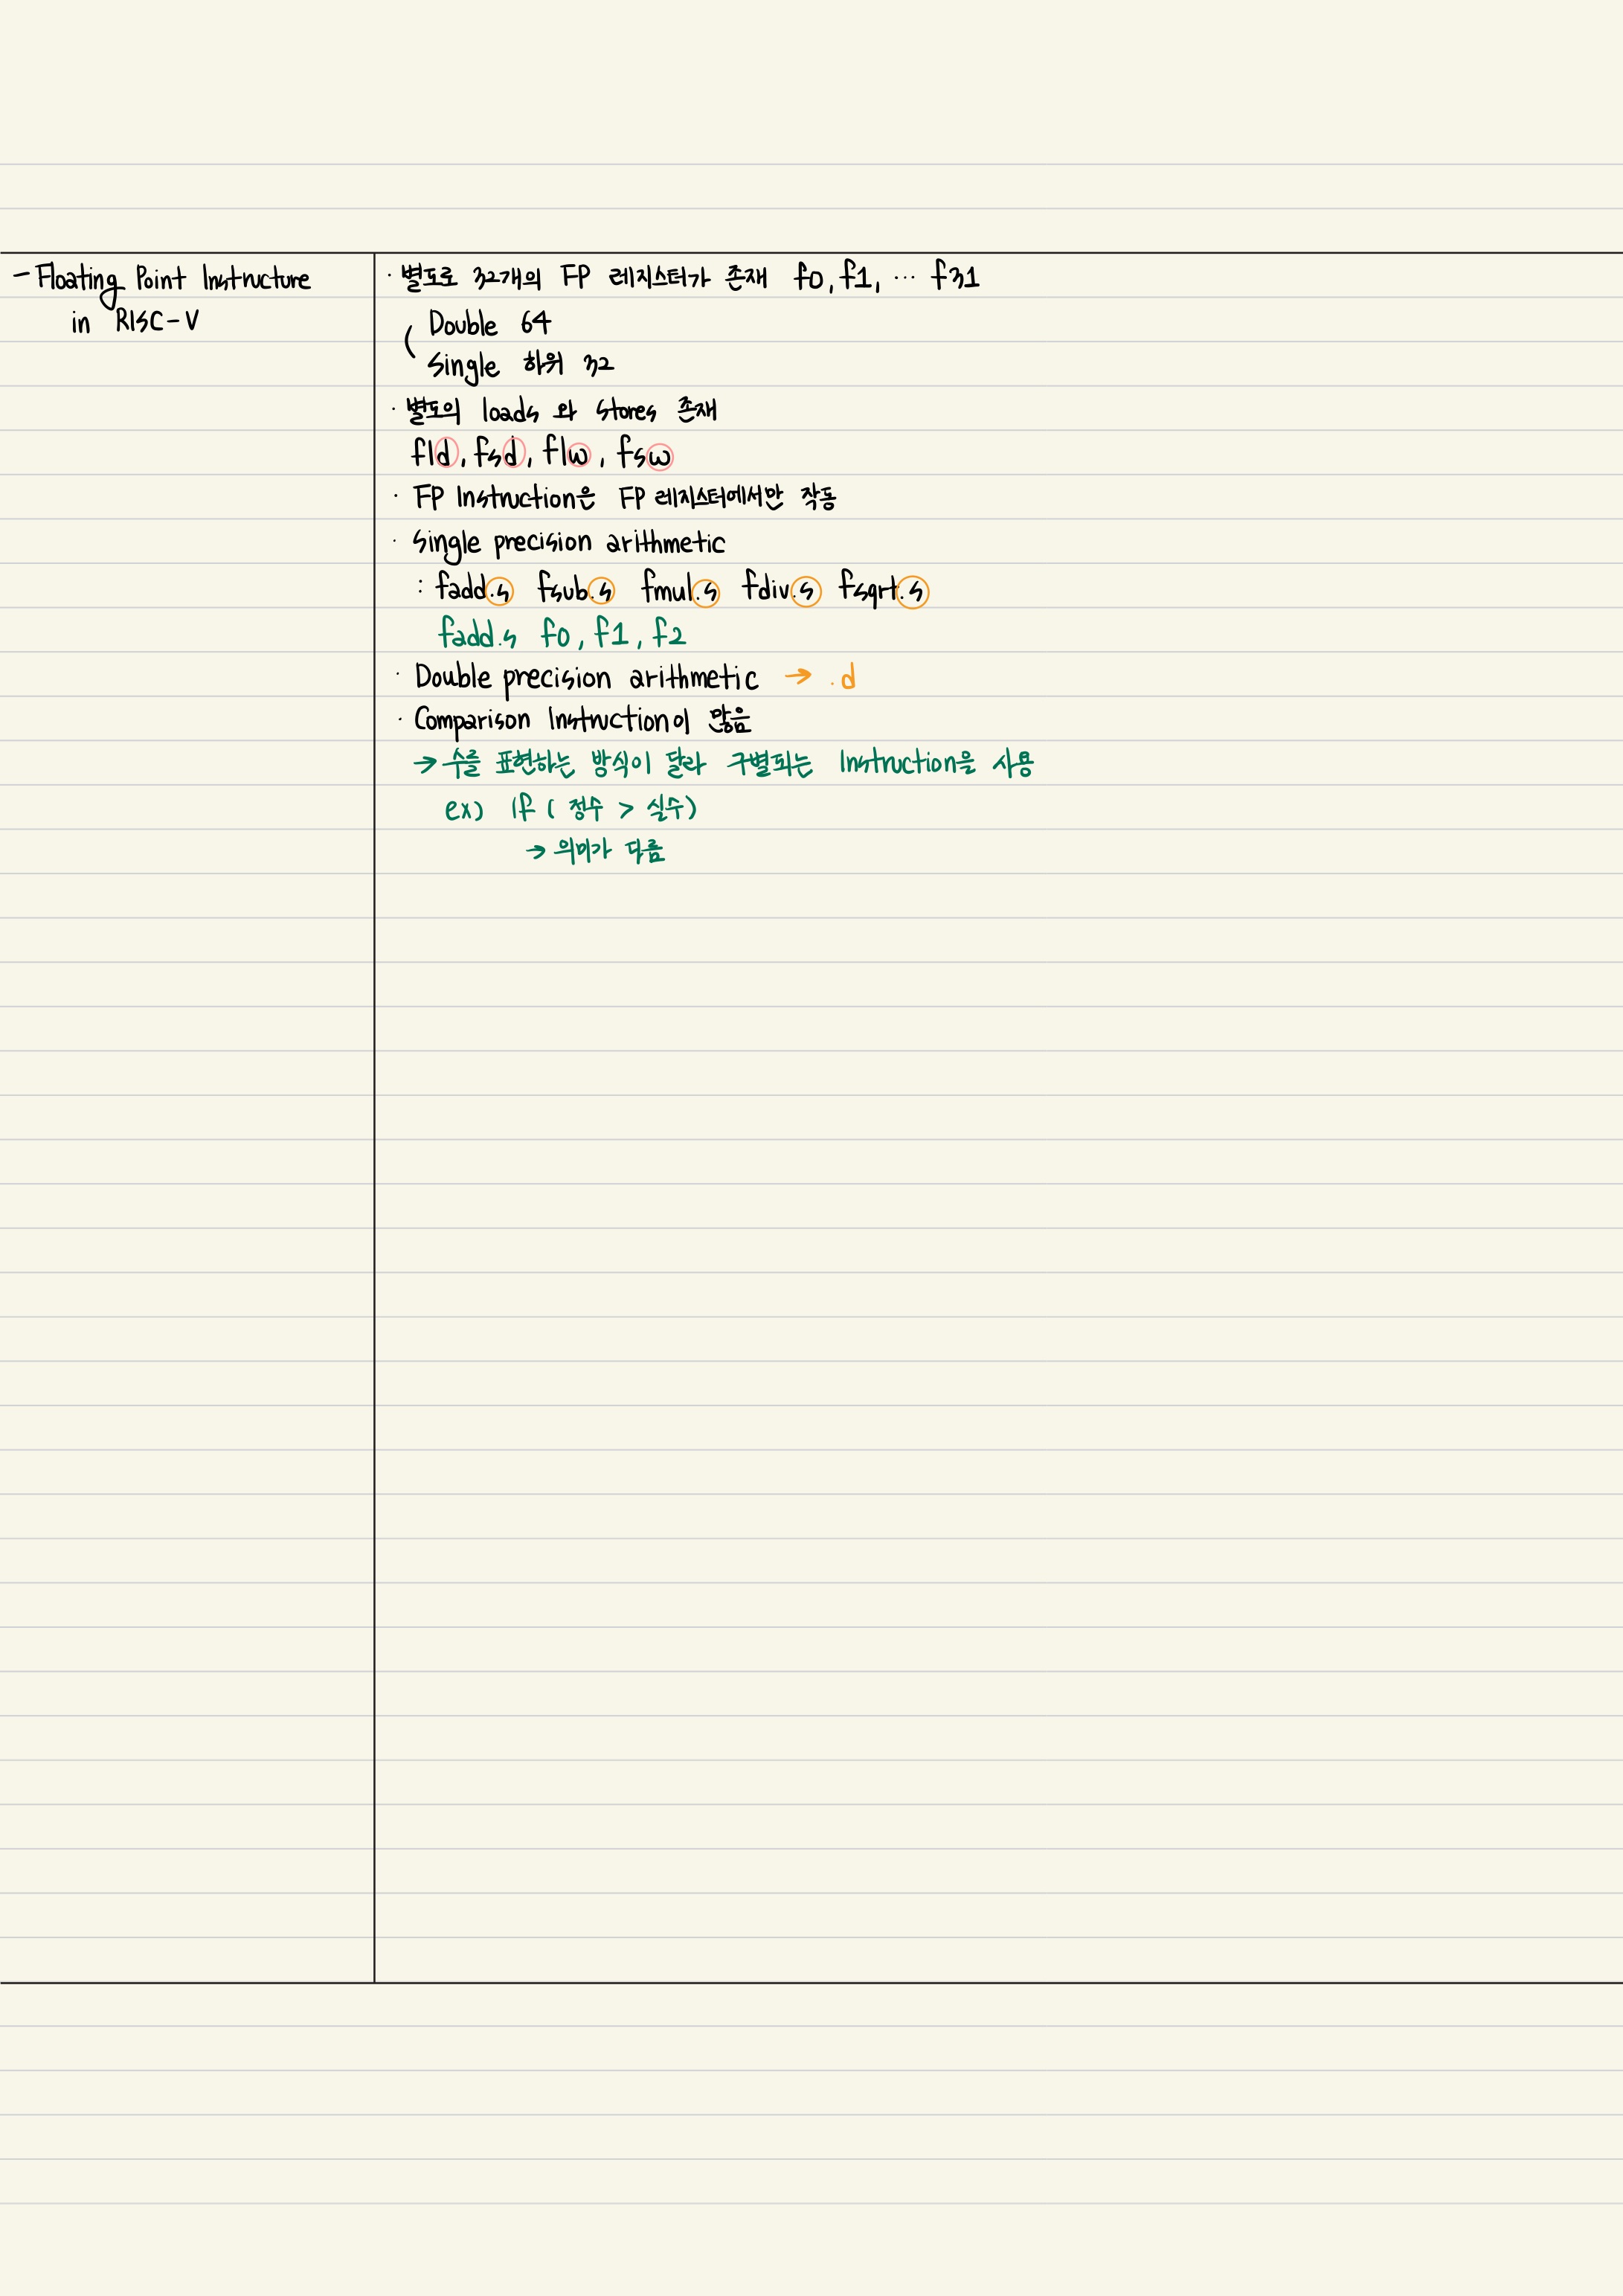 - Floating Point Instructure
in RISC-V
· 별도로 32개의 FP 레지스터가 존재 f0, f1, ··· f31
( Double 64
Single 하위 32
· 별도의 loads 와 stores 존재
fld, fsd, flw, fsw
· FP Instruction은 FP 레지스터에서만 작동
· Single precision arithmetic
: fadd.s fsub.s fmul.s fdiv.s fsqrt.s
fadd.s f0, f1, f2
· Double precision arithmetic → .d
· Comparison Instruction이 많음
→ 수를 표현하는 방식이 달라 구별되는 Instruction을 사용
ex) if ( 정수 > 실수)
→ 의미가 다름